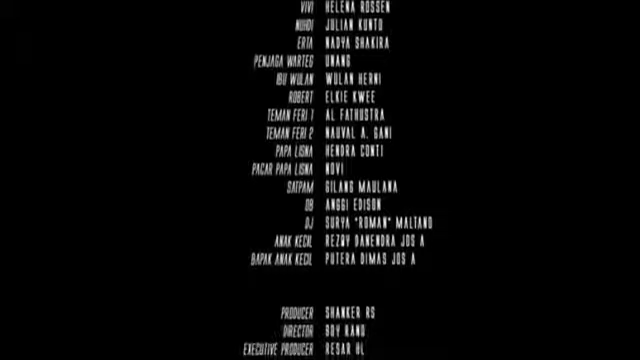 VIVI HELENA ROSSEN
NUHDI JULIAN KUNTO
ERTA NADYA SHAKIRA
PENJAGA WARTEG UNANG
IBU WULAN WULAN HERNI
ROBERT ELKIE KWEE
TEMAN FERI 1 AL FATHUSTRA
TEMAN FERI 2 NAUVAL A. GANI
PAPA LISNA HENDRA CONTI
PACAR PAPA LISNA NOVI
SATPAM GILANG MAULANA
OB ANGGI EDISON
DJ SURYA "ROMAN" MALTAND
ANAK KECIL REZQY DANENDRA JOS A
BAPAK ANAK KECIL PUTERA DIMAS JOS A
PRODUCER SHANKER RS
DIRECTOR
EXECUTIVE PRODUCER